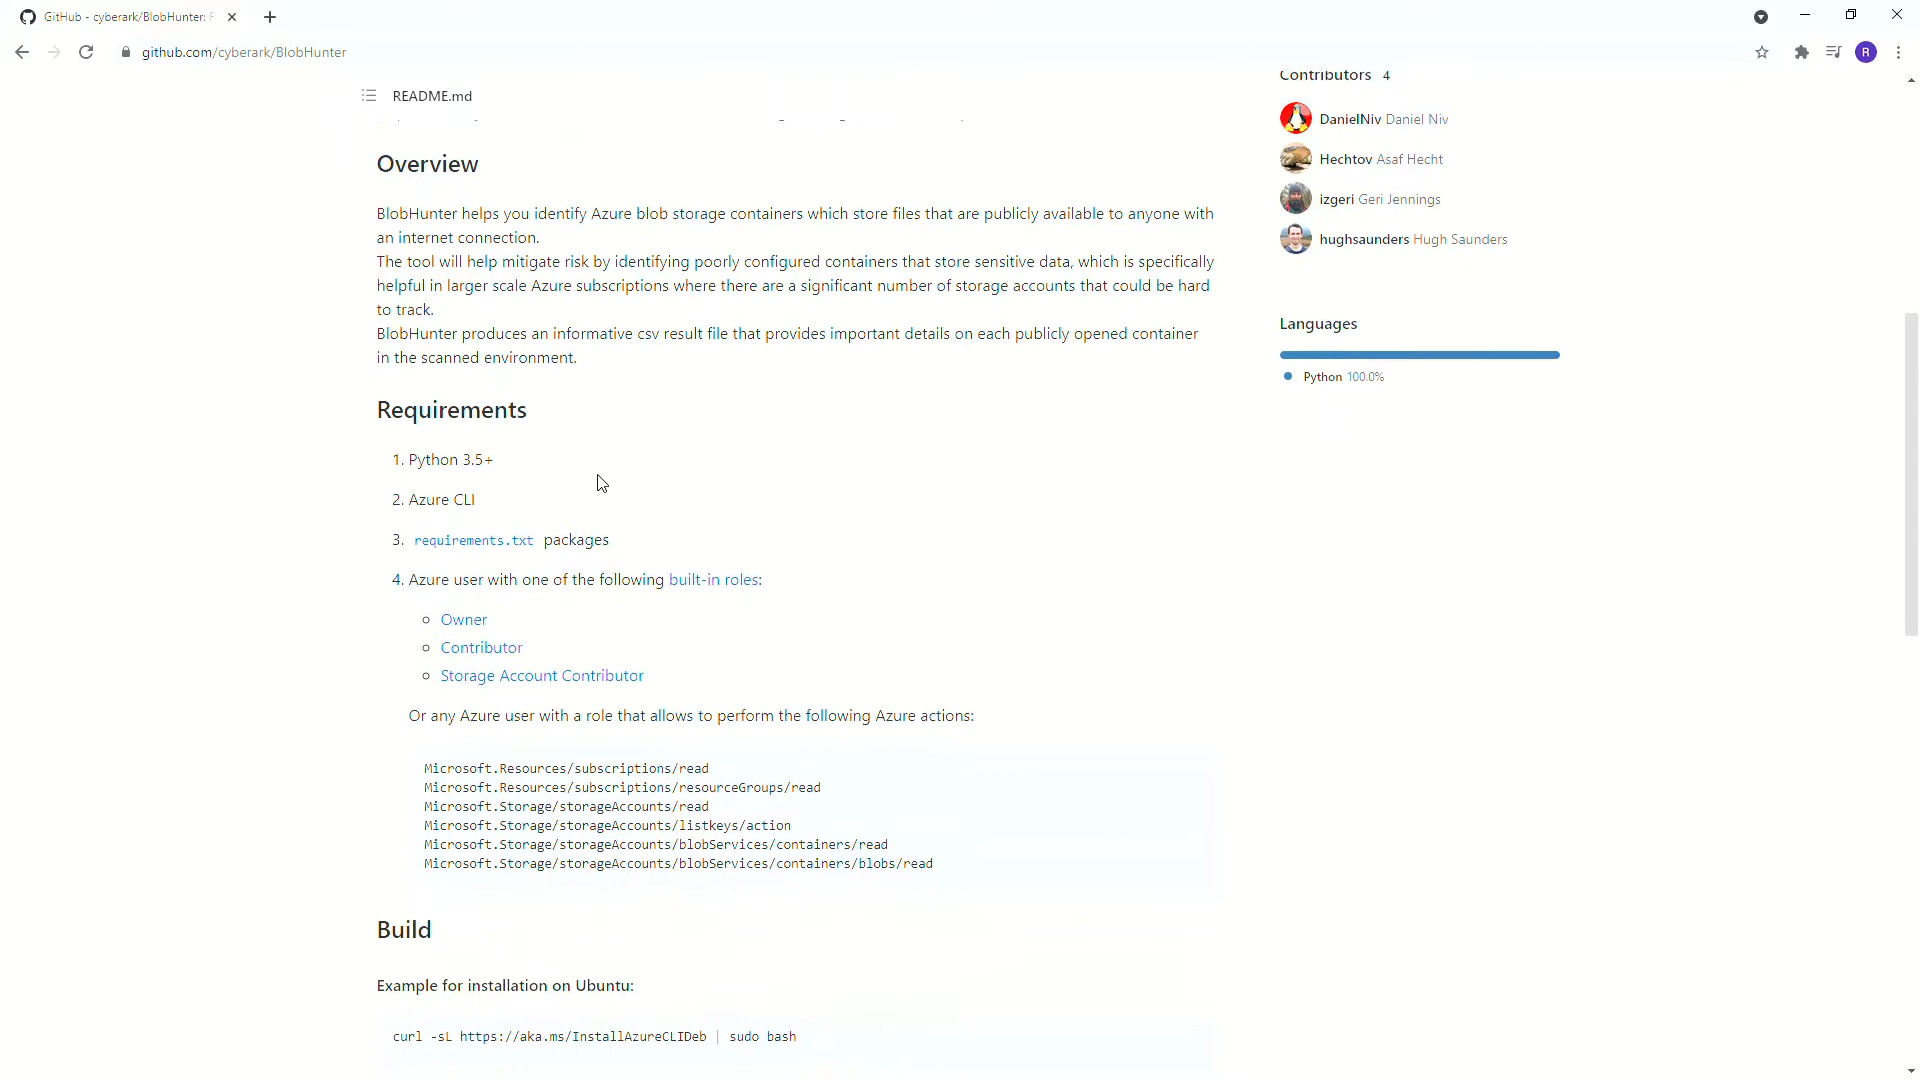 GitHub - cyberark/BlobHunter: F
github.com/cyberark/BlobHunter
R
README.md
Overview
BlobHunter helps you identify Azure blob storage containers which store files that are publicly available to anyone with
an internet connection.
The tool will help mitigate risk by identifying poorly configured containers that store sensitive data, which is specifically
helpful in larger scale Azure subscriptions where there are a significant number of storage accounts that could be hard
to track.
BlobHunter produces an informative csv result file that provides important details on each publicly opened container
in the scanned environment.
Requirements
1. Python 3.5+
2. Azure CLI
3. requirements.txt packages
4. Azure user with one of the following built-in roles:
Owner
Contributor
Storage Account Contributor
Or any Azure user with a role that allows to perform the following Azure actions:
Microsoft.Resources/subscriptions/read
Microsoft.Resources/subscriptions/resourceGroups/read
Microsoft.Storage/storageAccounts/read
Microsoft.Storage/storageAccounts/listkeys/action
Microsoft.Storage/storageAccounts/blobServices/containers/read
Microsoft.Storage/storageAccounts/blobServices/containers/blobs/read
Build
Example for installation on Ubuntu:
curl -sL https://aka.ms/InstallAzureCLIDeb | sudo bash
Contributors 4
DanielNiv Daniel Niv
Hechtov Asaf Hecht
izgeri Geri Jennings
hughsaunders Hugh Saunders
Languages
Python 100.0%